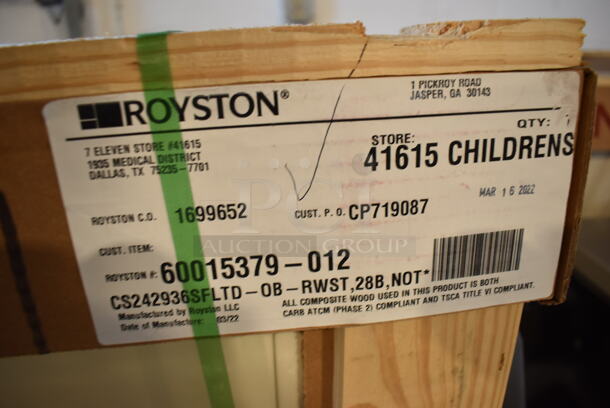 ROYSTON®
1 PICKROY ROAD
JASPER, GA 30143
7 ELEVEN STORE #41615
1935 MEDICAL DISTRICT
DALLAS, TX 75235-7701
STORE:
QTY:
41615 CHILDRENS
MAR 16 2022
ROYSTON C.O. 1699652
CUST. P.O. CP719087
CUST. ITEM:
ROYSTON #: 60015379-012
CS242936SFLTD-OB-RWST,28B,NOT*
Manufactured by Royston LLC
Date of Manufacture: 03/22
ALL COMPOSITE WOOD USED IN THIS PRODUCT IS BOTH
CARB ATCM (PHASE 2) COMPLIANT AND TSCA TITLE VI COMPLIANT.
PCI
AUCTION GROUP